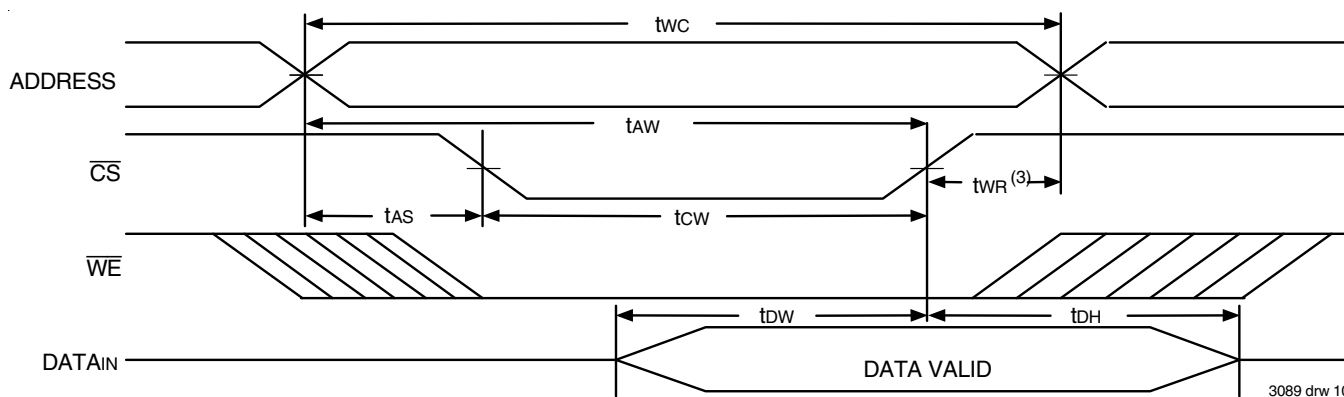 tWC
ADDRESS
tAW
CS
tWR (3)
tAS
tCW
WE
tDW
tDH
DATAIN
DATA VALID
3089 drw 10